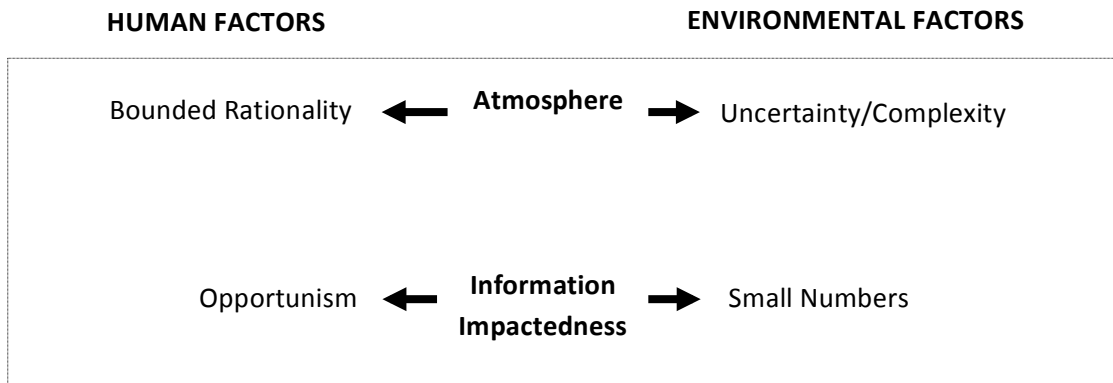 HUMAN FACTORS
ENVIRONMENTAL FACTORS
Bounded Rationality
Atmosphere
Uncertainty/Complexity
Opportunism
Information
Impactedness
Small Numbers